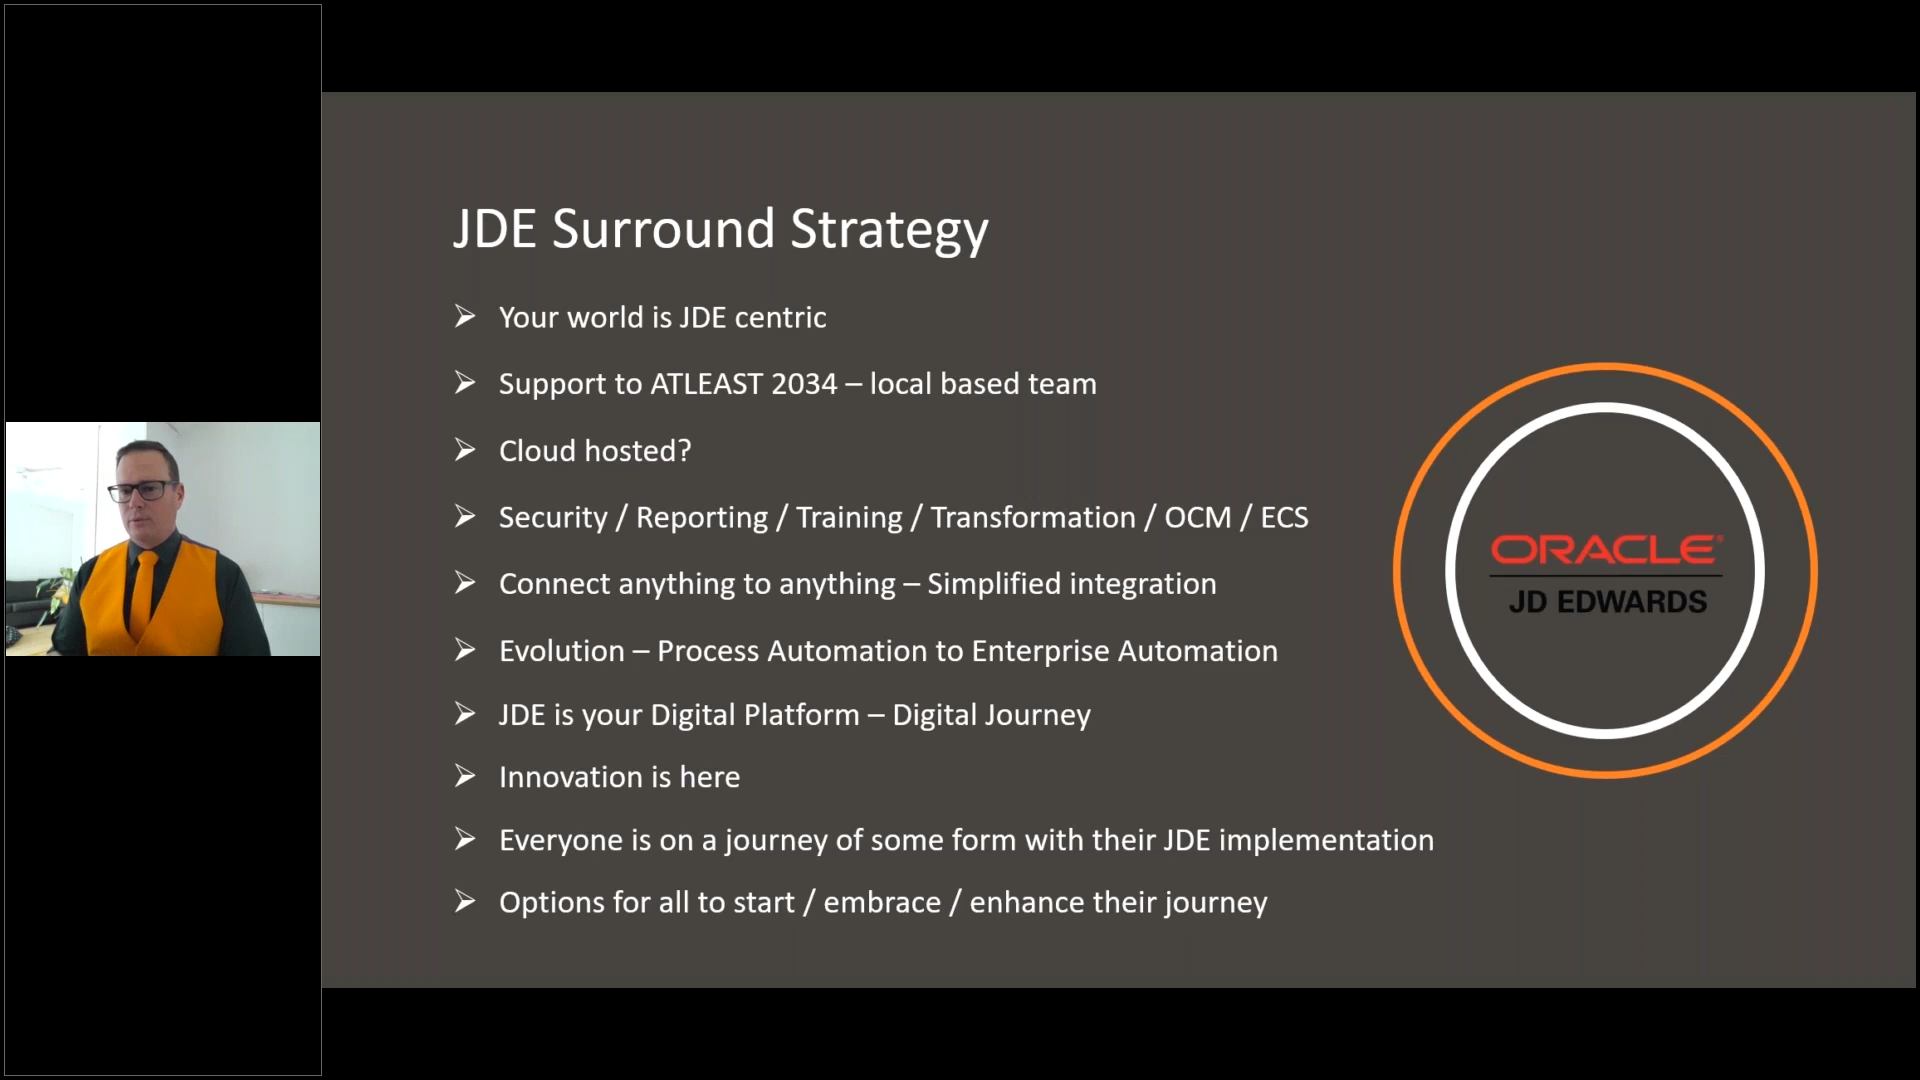 JDE Surround Strategy
Your world is JDE centric
Support to ATLEAST 2034 – local based team
Cloud hosted?
Security / Reporting / Training / Transformation / OCM / ECS
Connect anything to anything – Simplified integration
Evolution – Process Automation to Enterprise Automation
JDE is your Digital Platform – Digital Journey
Innovation is here
Everyone is on a journey of some form with their JDE implementation
Options for all to start / embrace / enhance their journey
ORACLE®
JD EDWARDS